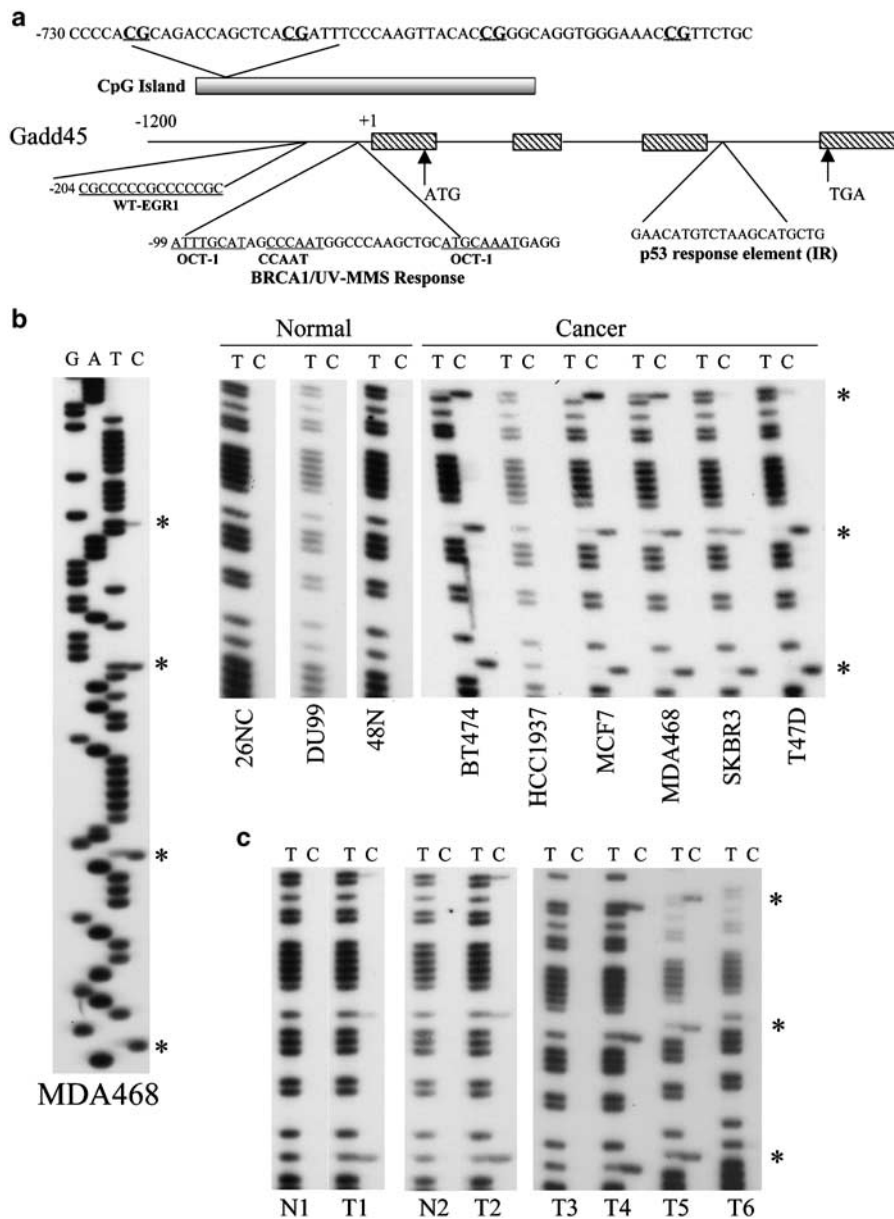 a
-730 CCCCACGCAGACCAGCTCACGATTTCCCAAGTTACACCGGGCAGGTGGGAAACCGTTCTGC
CpG Island
Gadd45
-1200
+1
ATG
TGA
-204 CGCCCCCGCCCCCGC
WT-EGR1
-99 ATTTGCATAGCCCAATGGCCCAAGCTGCATGCAAATGAGG
OCT-1 CCAAT OCT-1
BRCA1/UV-MMS Response
GAACATGTCTAAGCATGCTG
p53 response element (IR)
b
G A T C
*
*
*
*
MDA468
Normal Cancer
T C T C T C T C T C T C T C T C T C
*
*
*
26NC DU99 48N BT474 HCC1937 MCF7 MDA468 SKBR3 T47D
c
T C T C T C T C T C T C T C T C
*
*
*
N1 T1 N2 T2 T3 T4 T5 T6